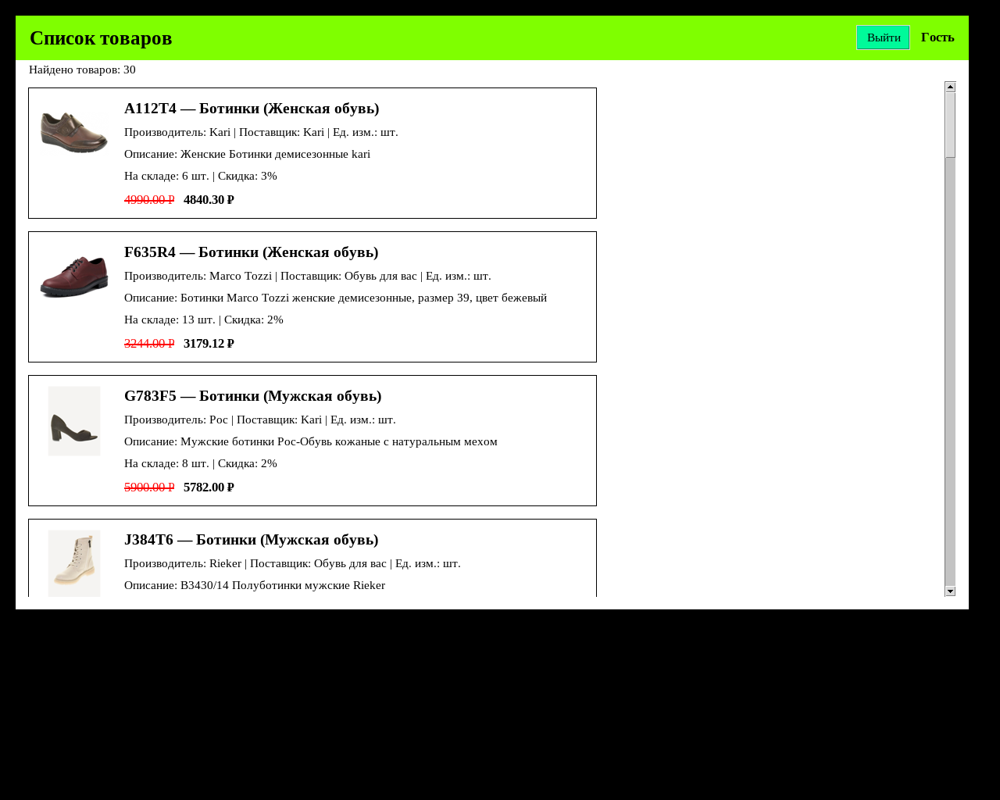 Список товаров
Выйти
Гость
Найдено товаров: 30
A112T4 — Ботинки (Женская обувь)
Производитель: Kari | Поставщик: Kari | Ед. изм.: шт.
Описание: Женские Ботинки демисезонные kari
На складе: 6 шт. | Скидка: 3%
4990.00 ₽ 4840.30 ₽
F635R4 — Ботинки (Женская обувь)
Производитель: Marco Tozzi | Поставщик: Обувь для вас | Ед. изм.: шт.
Описание: Ботинки Marco Tozzi женские демисезонные, размер 39, цвет бежевый
На складе: 13 шт. | Скидка: 2%
3244.00 ₽ 3179.12 ₽
G783F5 — Ботинки (Мужская обувь)
Производитель: Рос | Поставщик: Kari | Ед. изм.: шт.
Описание: Мужские ботинки Рос-Обувь кожаные с натуральным мехом
На складе: 8 шт. | Скидка: 2%
5900.00 ₽ 5782.00 ₽
J384T6 — Ботинки (Мужская обувь)
Производитель: Rieker | Поставщик: Обувь для вас | Ед. изм.: шт.
Описание: B3430/14 Полуботинки мужские Rieker